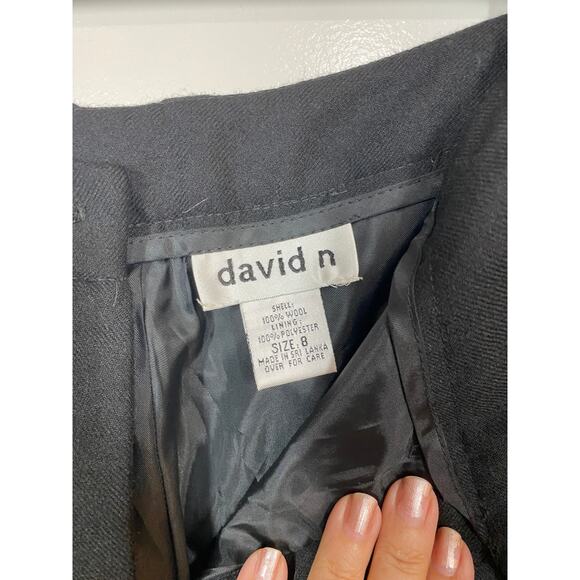 david n
SHELL:
100% WOOL
LINING:
100% POLYESTER
SIZE: 8
MADE IN SRI LANKA
OVER FOR CARE